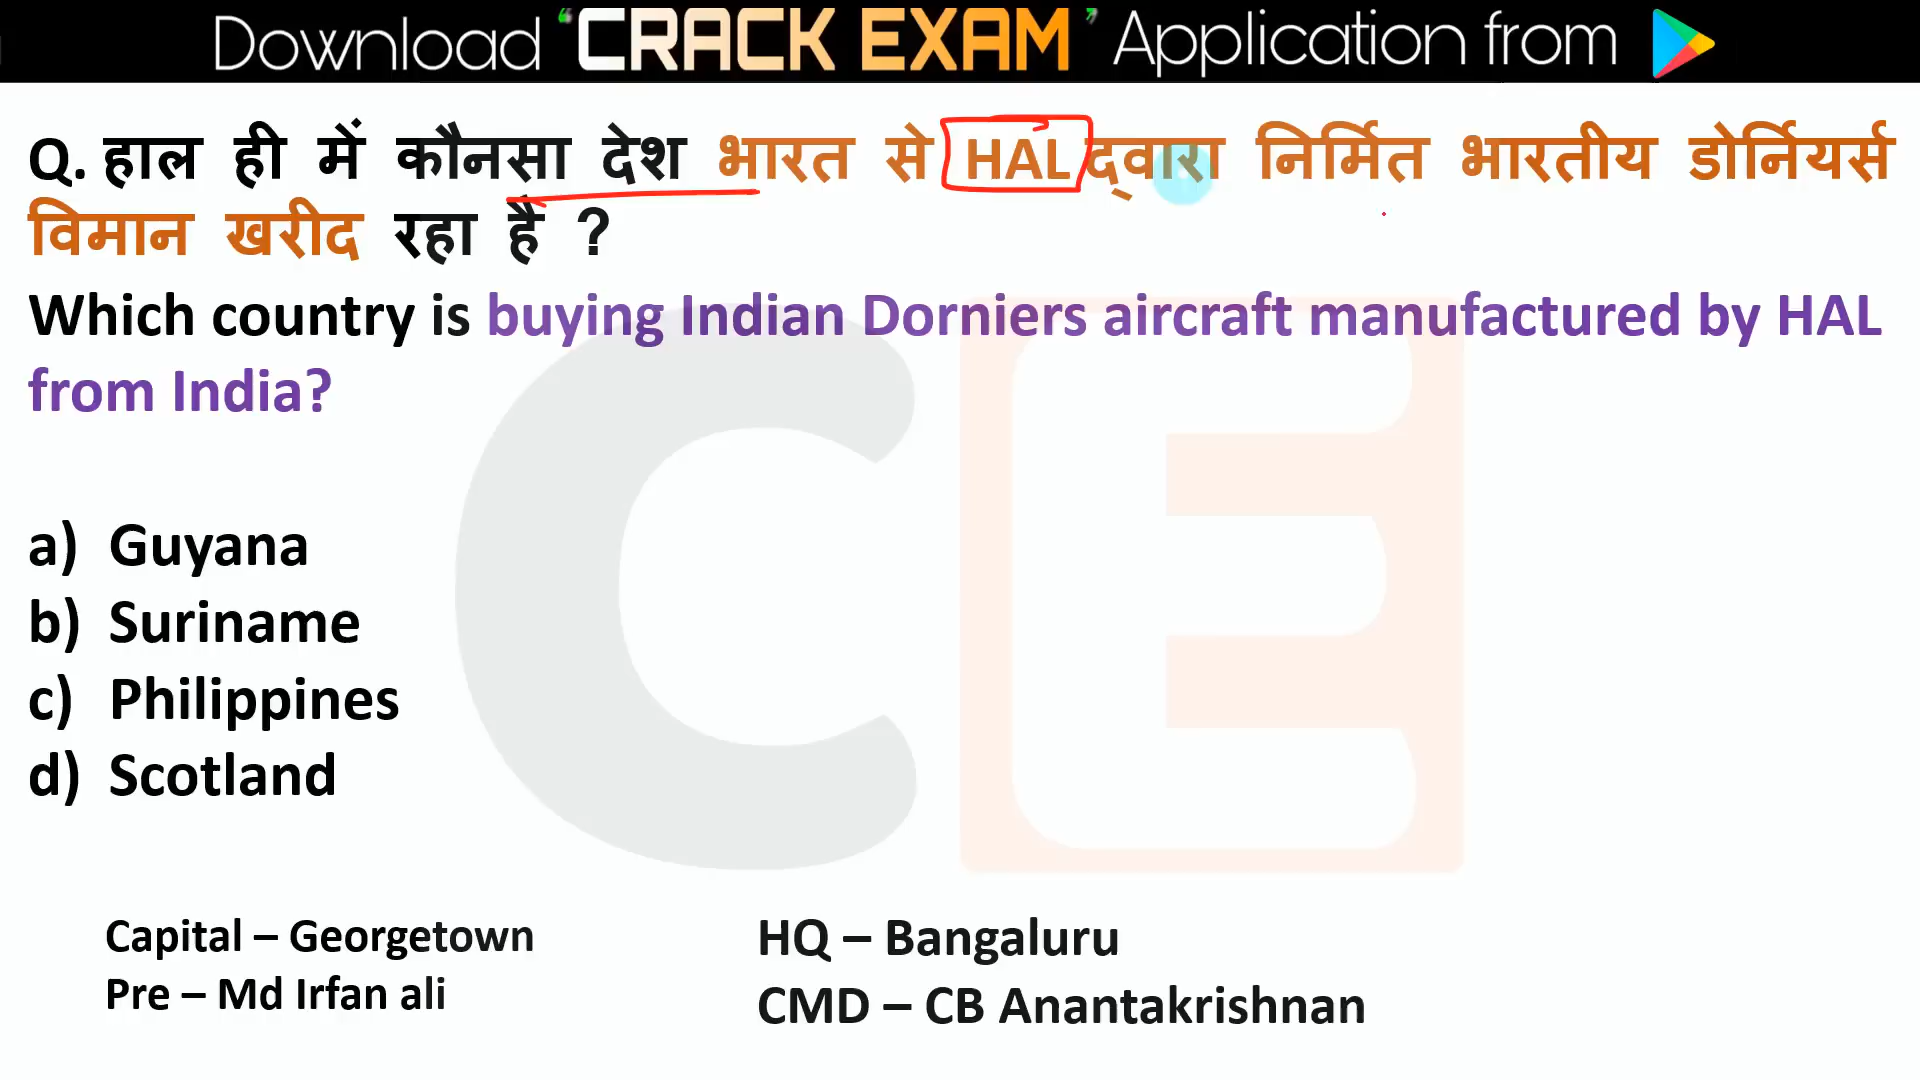 Download ‘CRACK EXAM’ Application from
Q. हाल ही में कौनसा देश भारत से HAL द्वारा निर्मित भारतीय डोर्नियर्स
विमान खरीद रहा है ?
Which country is buying Indian Dorniers aircraft manufactured by HAL
from India?
CE
a) Guyana
b) Suriname
c) Philippines
d) Scotland
Capital – Georgetown
Pre – Md Irfan ali
HQ – Bangaluru
CMD – CB Anantakrishnan